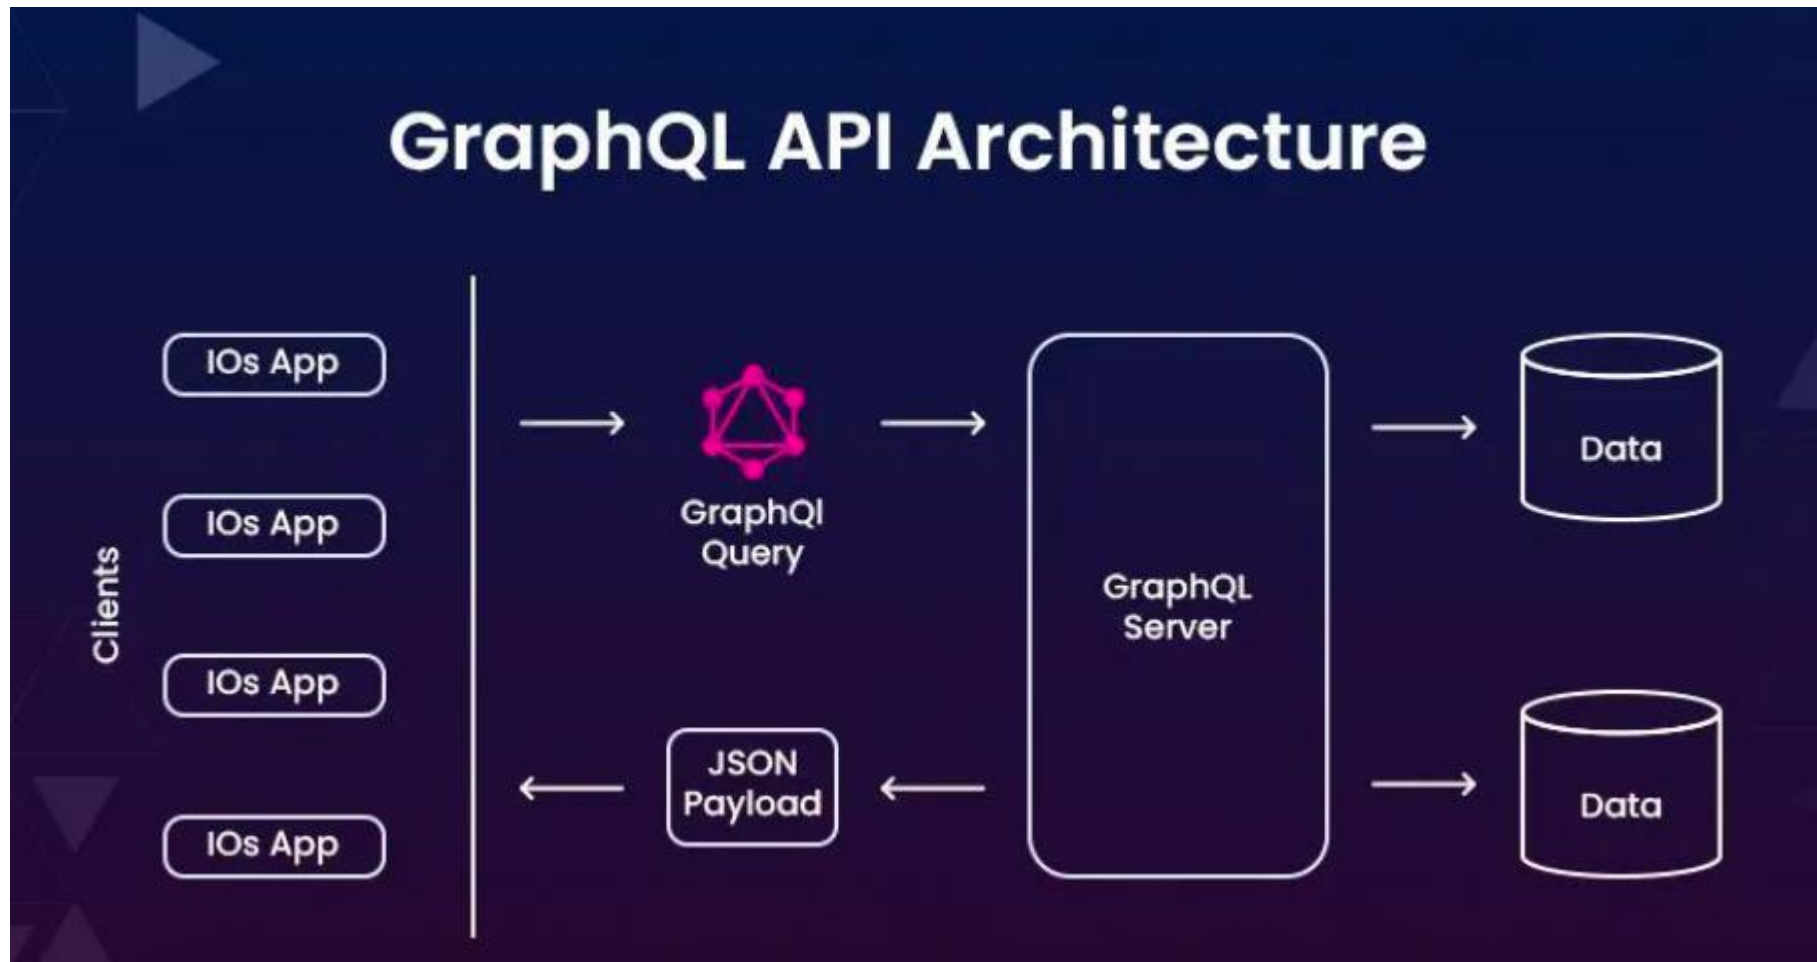 GraphQL API Architecture
Clients
IOs App
IOs App
IOs App
IOs App
GraphQl
Query
JSON
Payload
GraphQL
Server
Data
Data